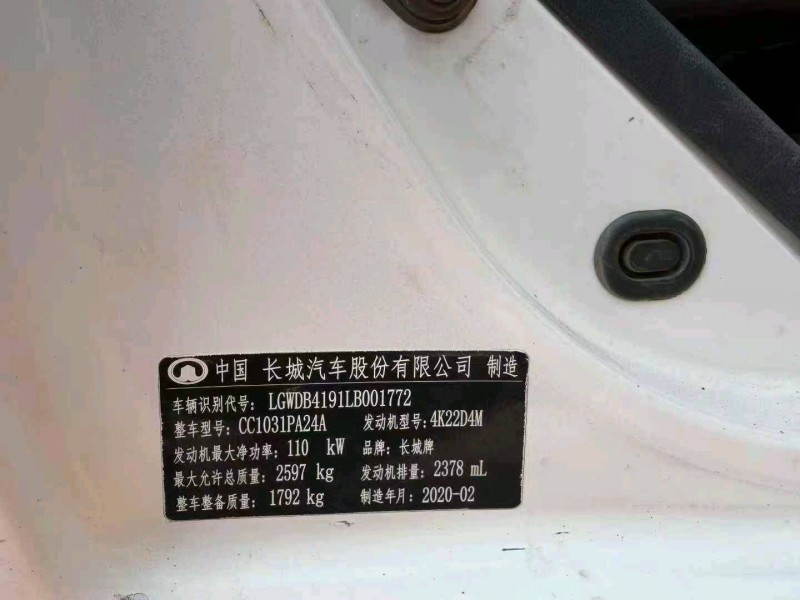 中国 长城汽车股份有限公司 制造
车辆识别代号: LGWDB4191LB001772
整车型号: CC1031PA24A 发动机型号: 4K22D4M
发动机最大净功率: 110 kW 品牌: 长城牌
最大允许总质量: 2597 kg 发动机排量: 2378 mL
整车整备质量: 1792 kg 制造年月: 2020-02